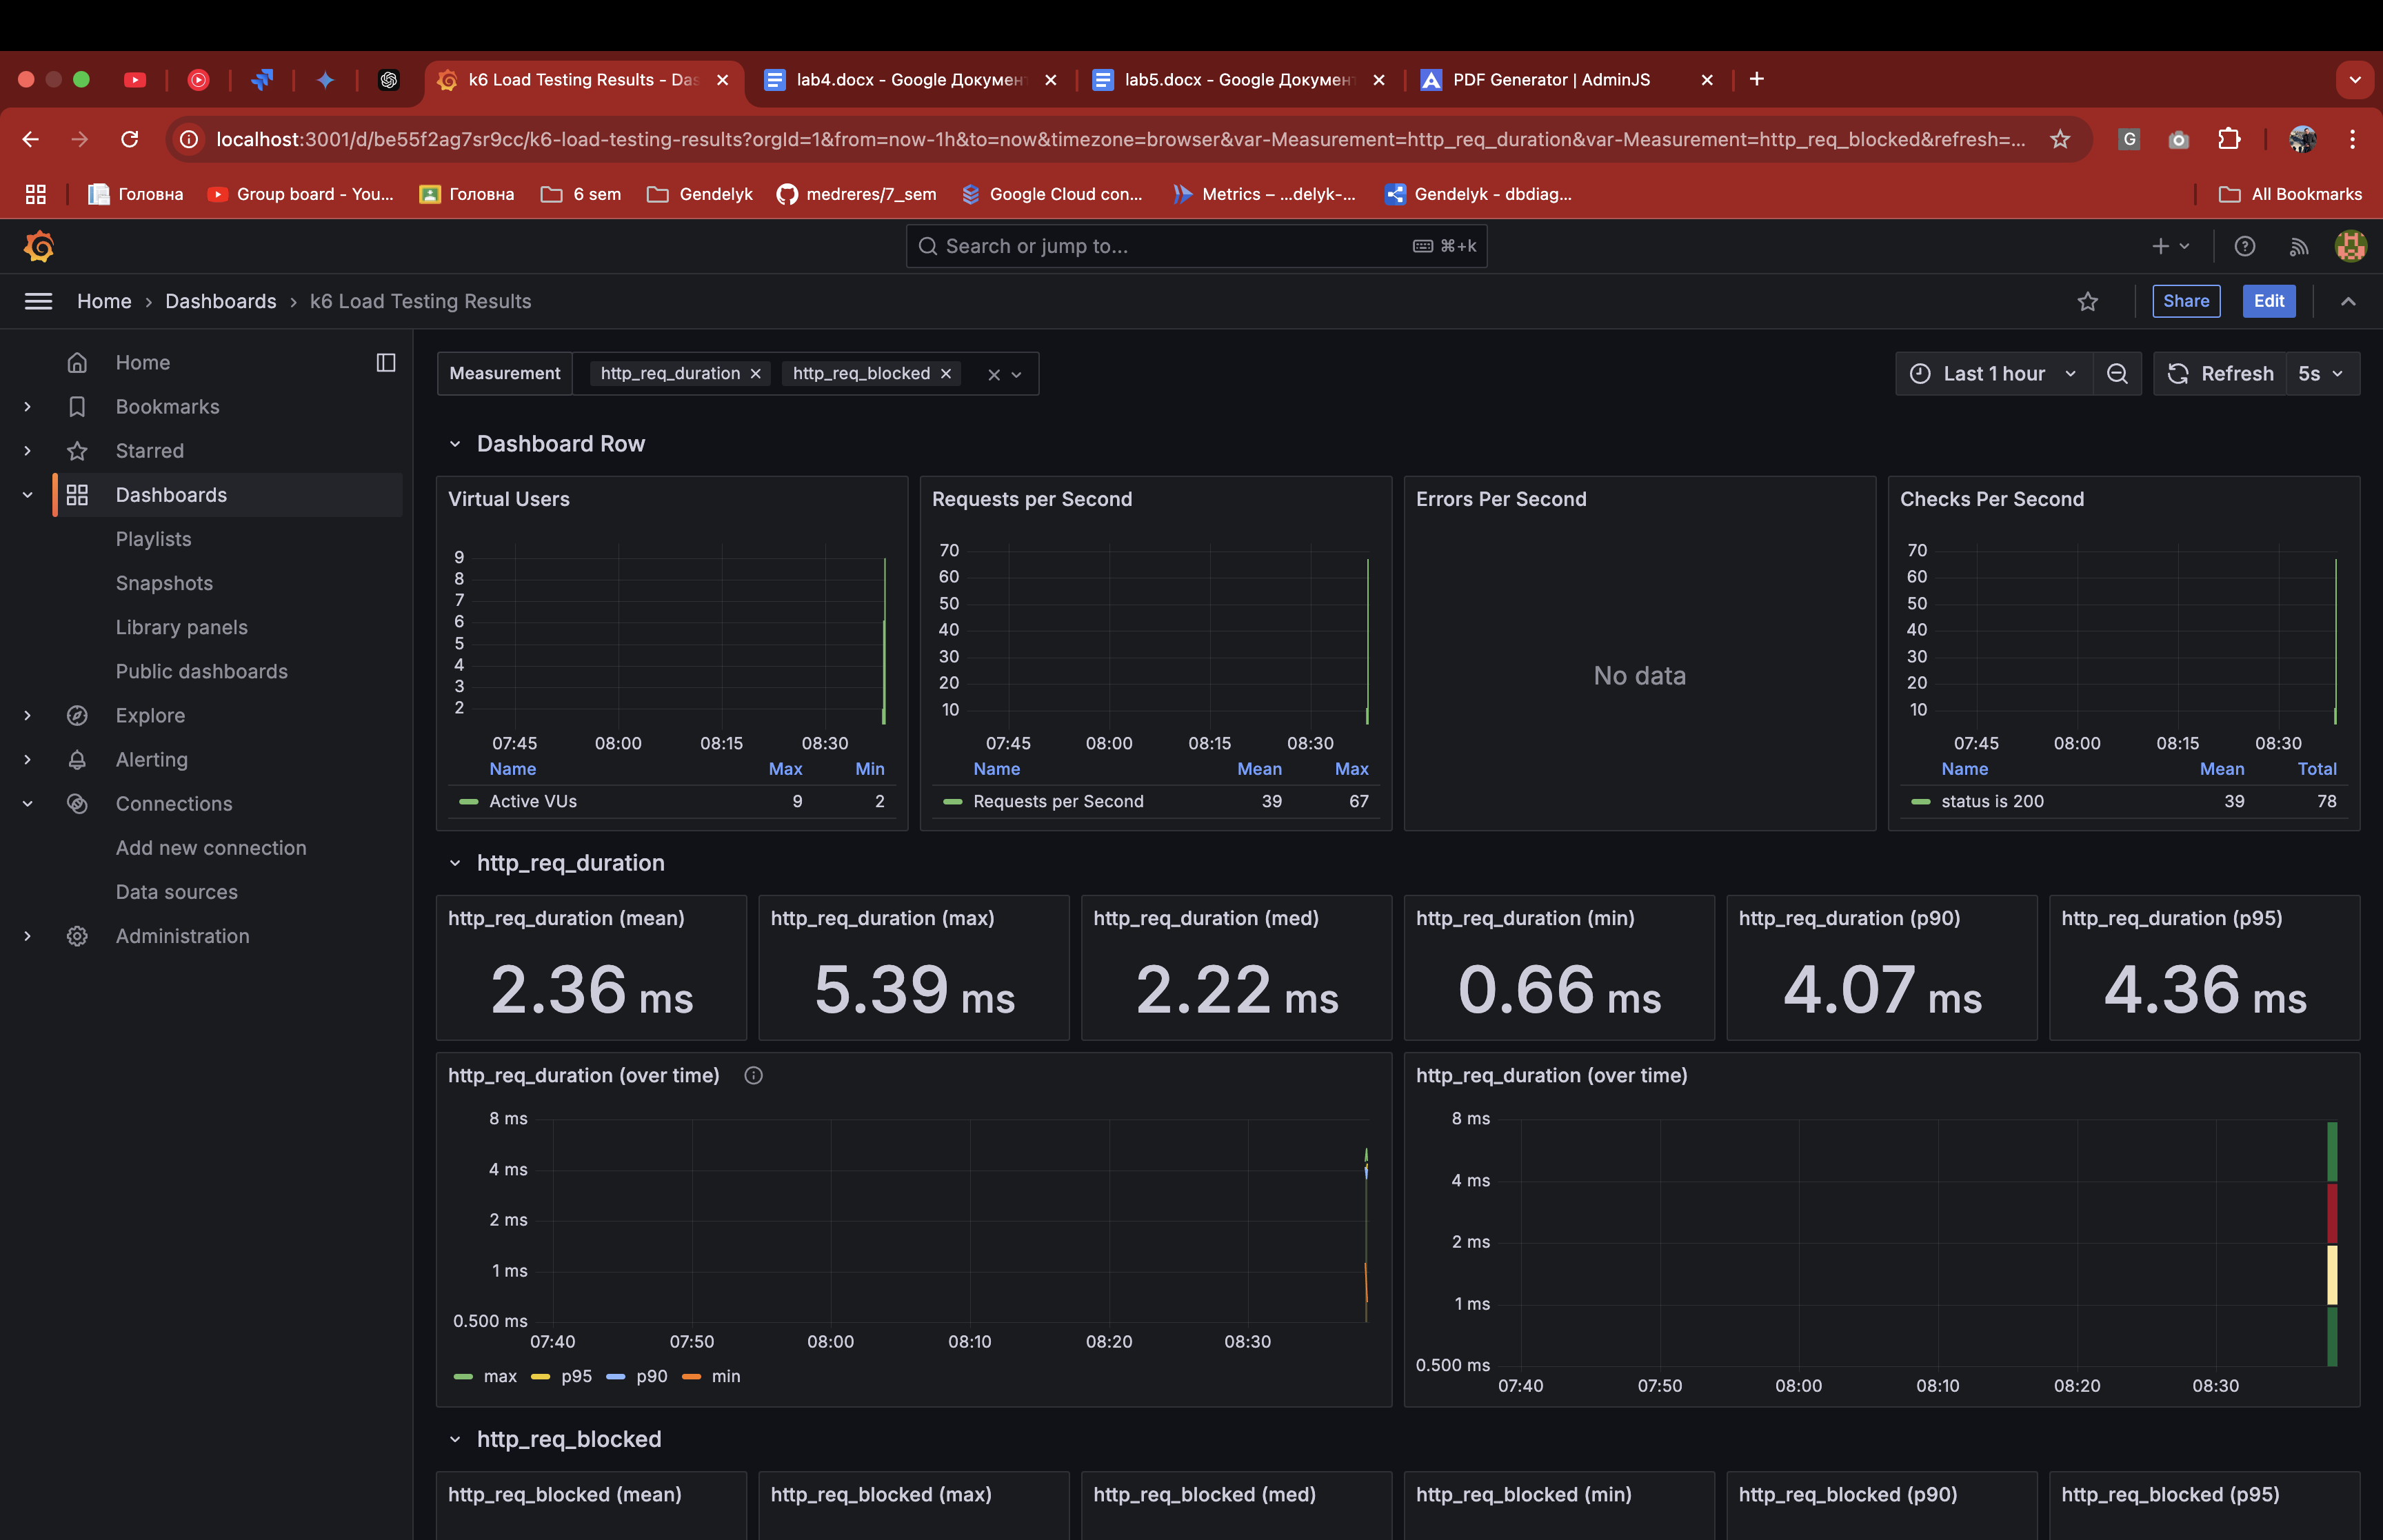 k6 Load Testing Results - Das
lab4.docx - Google Документ
lab5.docx - Google Документ
PDF Generator | AdminJS
localhost:3001/d/be55f2ag7sr9cc/k6-load-testing-results?orgId=1&from=now-1h&to=now&timezone=browser&var-Measurement=http_req_duration&var-Measurement=http_req_blocked&refresh=...
G
Головна
Group board - You...
Головна
6 sem
Gendelyk
medreres/7_sem
Google Cloud con...
Metrics – ...delyk-...
Gendelyk - dbdiag...
All Bookmarks
Search or jump to...
⌘+k
Home › Dashboards › k6 Load Testing Results
Share
Edit
Home
Bookmarks
Starred
Dashboards
Playlists
Snapshots
Library panels
Public dashboards
Explore
Alerting
Connections
Add new connection
Data sources
Administration
Measurement
http_req_duration
http_req_blocked
Last 1 hour
Refresh
5s
Dashboard Row
Virtual Users
9
8
7
6
5
4
3
2
07:45 08:00 08:15 08:30
Name Max Min
Active VUs 9 2
Requests per Second
70
60
50
40
30
20
10
07:45 08:00 08:15 08:30
Name Mean Max
Requests per Second 39 67
Errors Per Second
No data
Checks Per Second
70
60
50
40
30
20
10
07:45 08:00 08:15 08:30
Name Mean Total
status is 200 39 78
http_req_duration
http_req_duration (mean)
2.36 ms
http_req_duration (max)
5.39 ms
http_req_duration (med)
2.22 ms
http_req_duration (min)
0.66 ms
http_req_duration (p90)
4.07 ms
http_req_duration (p95)
4.36 ms
http_req_duration (over time)
8 ms
4 ms
2 ms
1 ms
0.500 ms
07:40 07:50 08:00 08:10 08:20 08:30
max p95 p90 min
http_req_duration (over time)
8 ms
4 ms
2 ms
1 ms
0.500 ms
07:40 07:50 08:00 08:10 08:20 08:30
http_req_blocked
http_req_blocked (mean)
http_req_blocked (max)
http_req_blocked (med)
http_req_blocked (min)
http_req_blocked (p90)
http_req_blocked (p95)